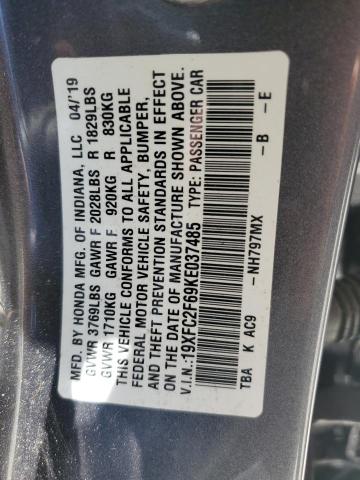 MFD. BY HONDA MFG. OF INDIANA, LLC 04/'19
GVWR 3769LBS GAWR F 2028LBS R 1829LBS
GVWR 1710KG GAWR F 920KG R 830KG
THIS VEHICLE CONFORMS TO ALL APPLICABLE
FEDERAL MOTOR VEHICLE SAFETY, BUMPER,
AND THEFT PREVENTION STANDARDS IN EFFECT
ON THE DATE OF MANUFACTURE SHOWN ABOVE.
V.I.N.:19XFC2F69KE037485 TYPE: PASSENGER CAR
TBA K AC9 -NH797MX -B -E